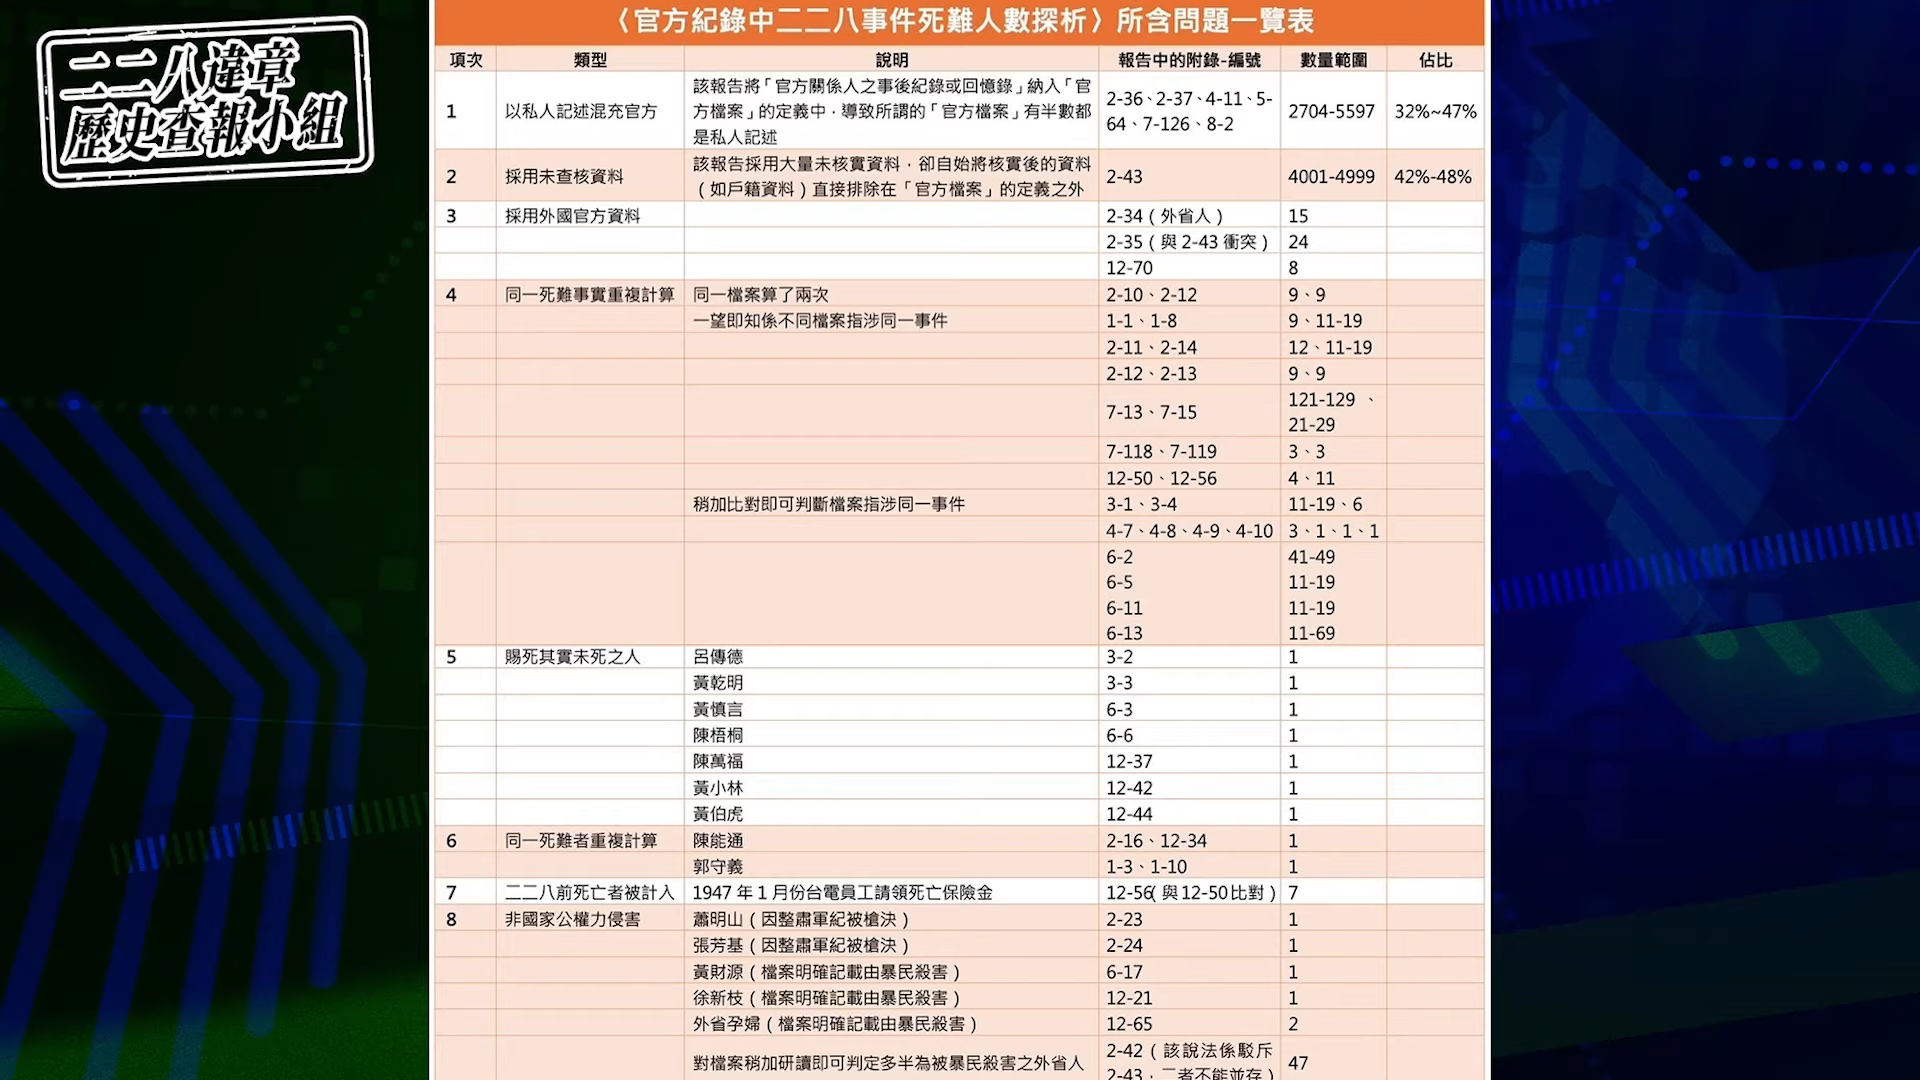 二二八違章
歷史查報小組
〈官方紀錄中二二八事件死難人數探析〉所含問題一覽表
項次 類型 說明 報告中的附錄-編號 數量範圍 佔比
1 以私人記述混充官方 該報告將「官方關係人之事後紀錄或回憶錄」納入「官方檔案」的定義中，導致所謂的「官方檔案」有半數都是私人記述 2-36、2-37、4-11、5-64、7-126、8-2 2704-5597 32%~47%
2 採用未查核資料 該報告採用大量未核實資料，卻自始將核實後的資料（如戶籍資料）直接排除在「官方檔案」的定義之外 2-43 4001-4999 42%-48%
3 採用外國官方資料 2-34（外省人） 15
2-35（與 2-43 衝突） 24
12-70 8
4 同一死難事實重複計算 同一檔案算了兩次 2-10、2-12 9、9
一望即知係不同檔案指涉同一事件 1-1、1-8 9、11-19
2-11、2-14 12、11-19
2-12、2-13 9、9
7-13、7-15 121-129、21-29
7-118、7-119 3、3
12-50、12-56 4、11
稍加比對即可判斷檔案指涉同一事件 3-1、3-4 11-19、6
4-7、4-8、4-9、4-10 3、1、1、1
6-2 41-49
6-5 11-19
6-11 11-19
6-13 11-69
5 賜死其實未死之人 呂傳德 3-2 1
黃乾明 3-3 1
黃慎言 6-3 1
陳梧桐 6-6 1
陳萬福 12-37 1
黃小林 12-42 1
黃伯虎 12-44 1
6 同一死難者重複計算 陳能通 2-16、12-34 1
郭守義 1-3、1-10 1
7 二二八前死亡者被計入 1947 年 1 月份台電員工請領死亡保險金 12-56（與 12-50 比對） 7
8 非國家公權力侵害 蕭明山（因整肅軍紀被槍決） 2-23 1
張芳基（因整肅軍紀被槍決） 2-24 1
黃財源（檔案明確記載由暴民殺害） 6-17 1
徐新枝（檔案明確記載由暴民殺害） 12-21 1
外省孕婦（檔案明確記載由暴民殺害） 12-65 2
對檔案稍加研讀即可判定多半為被暴民殺害之外省人 2-42（該說法係駁斥 2-43，二者不能並存） 47